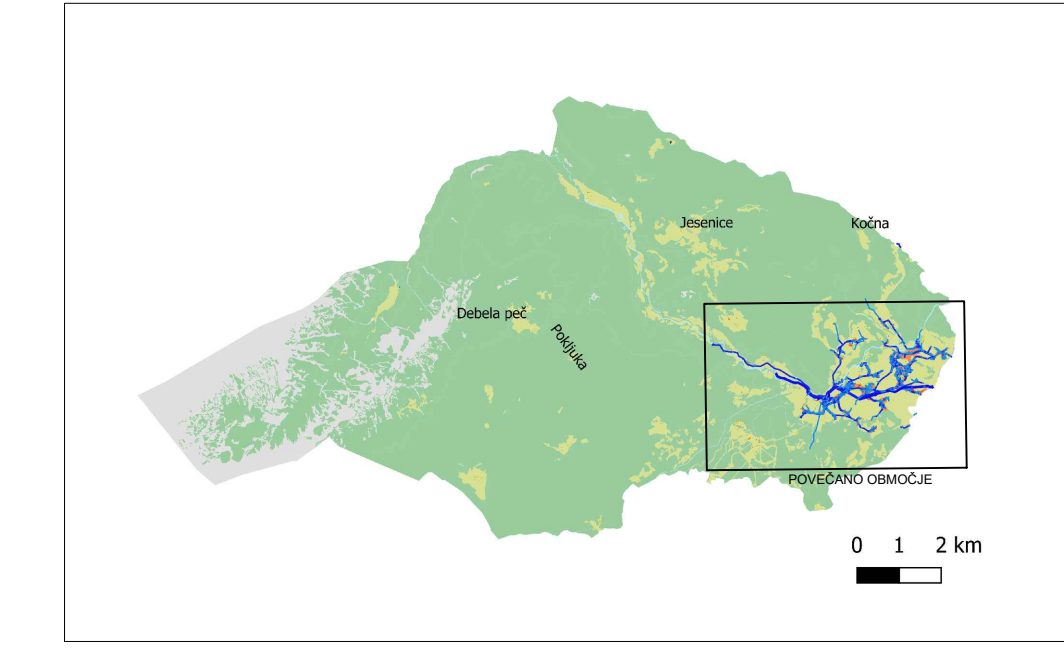 Jesenice
Kočna
Debela peč
Pokljuka
POVEČANO OBMOČJE
0 1 2 km